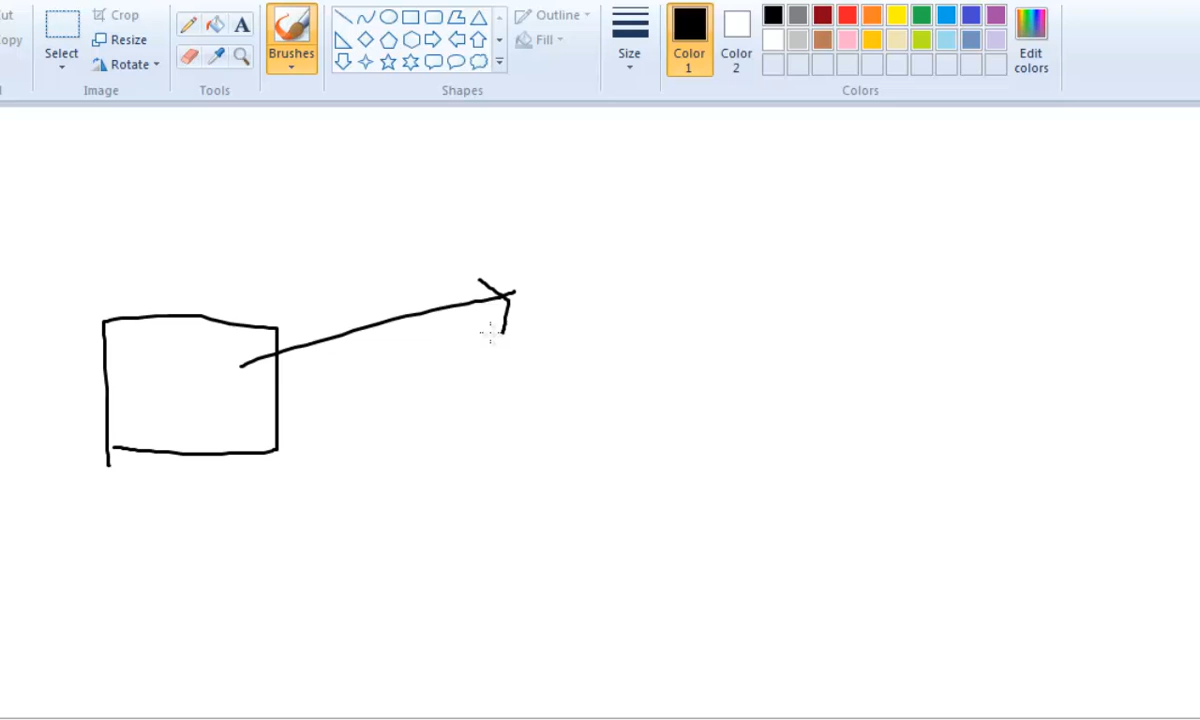 ut
opy
Select
Crop
Resize
Rotate
Image
A
Tools
Brushes
Shapes
Outline
Fill
Size
Color 1
Color 2
Edit colors
Colors